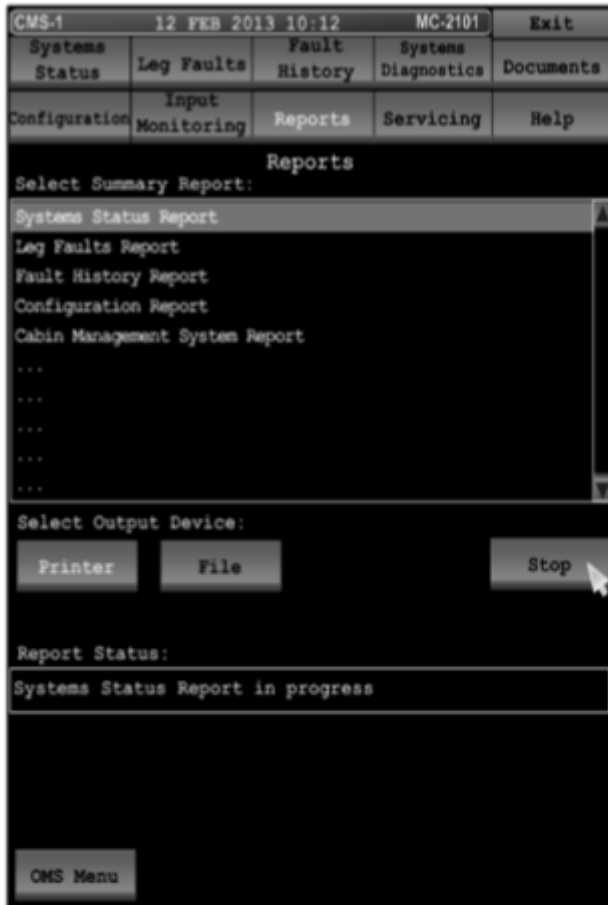 CMS-1 12 FEB 2013 10:12 MC-2101 Exit
Systems Status
Leg Faults
Fault History
Systems Diagnostics
Documents
Configuration
Input Monitoring
Reports
Servicing
Help
Reports
Select Summary Report:
Systems Status Report
Leg Faults Report
Fault History Report
Configuration Report
Cabin Management System Report
...
...
...
...
...
Select Output Device:
Printer File Stop
Report Status:
Systems Status Report in progress
OMS Menu